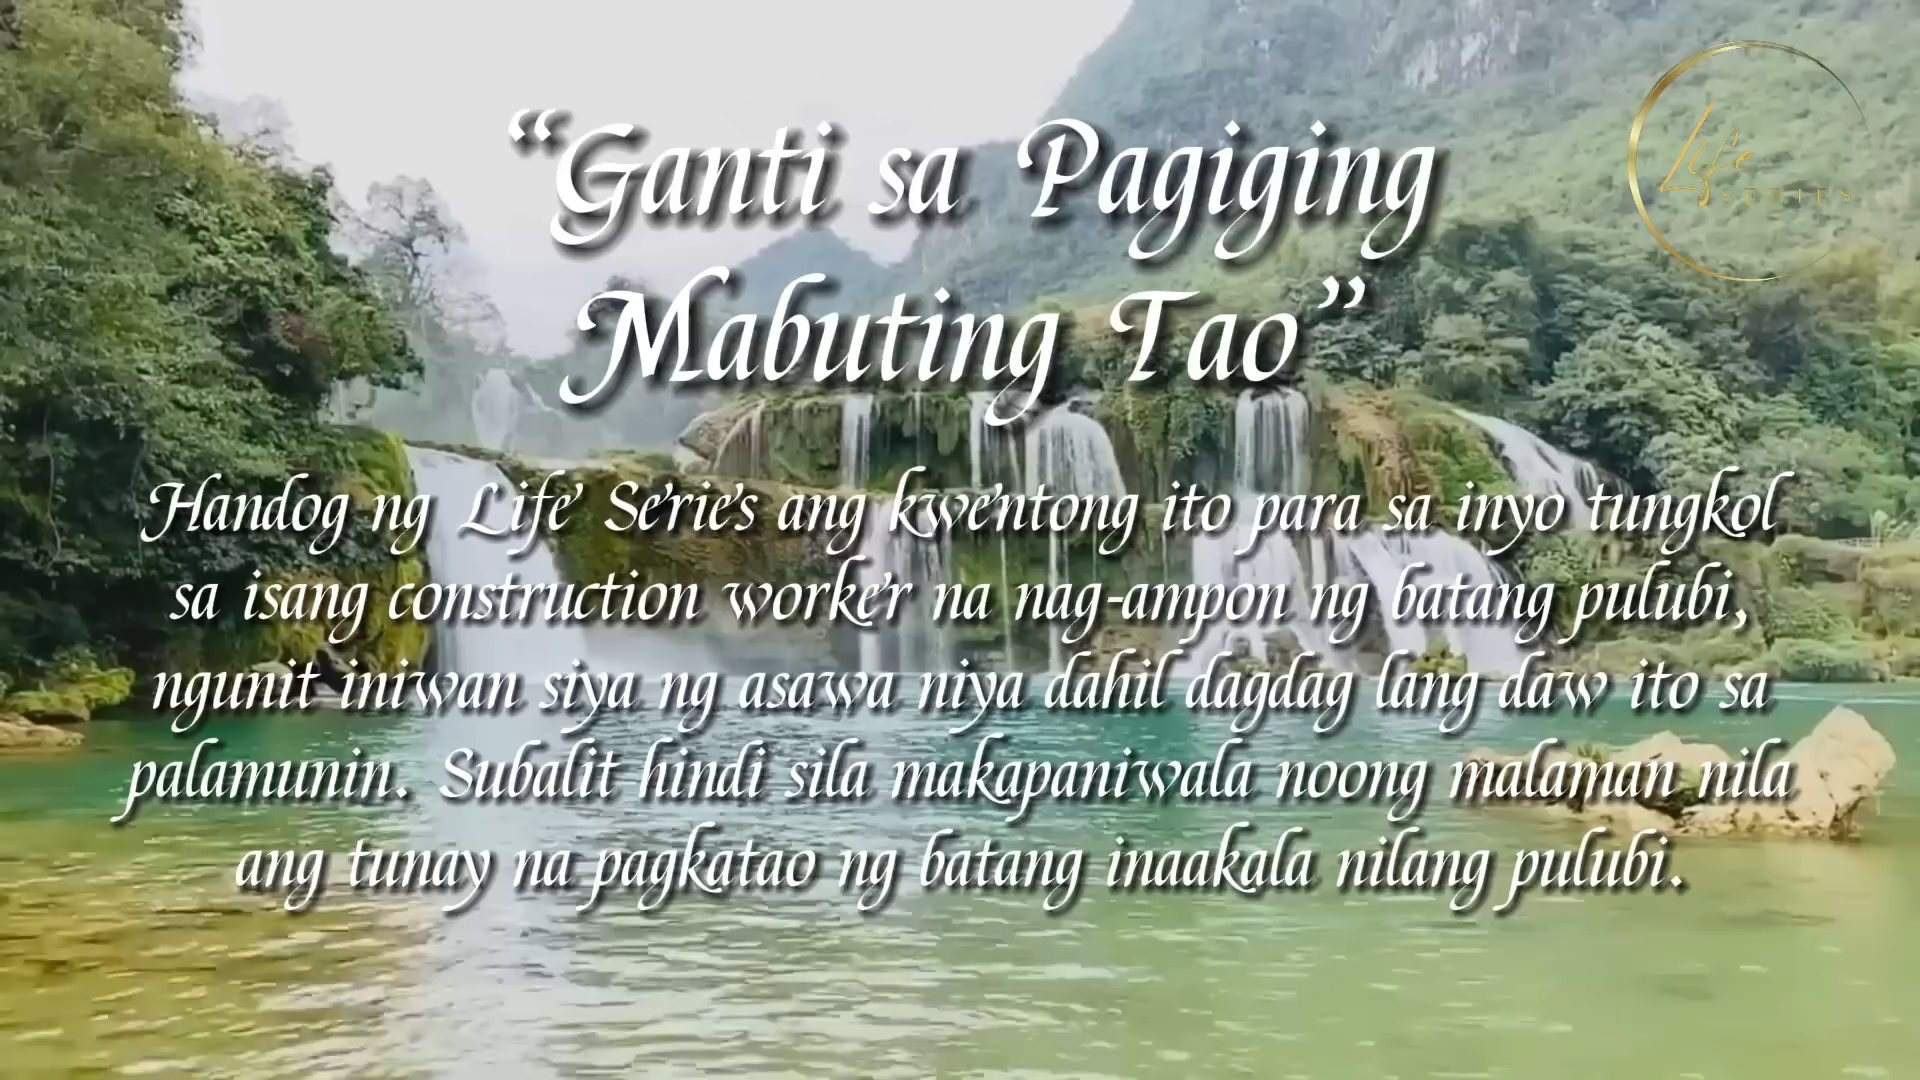 “Ganti sa Pagiging
Mabuting Tao”
Life
SERIES
Handog ng Life Series ang kwentong ito para sa inyo tungkol
sa isang construction worker na nag-ampon ng batang pulubi,
ngunit iniwan siya ng asawa niya dahil dagdag lang daw ito sa
palamunin. Subalit hindi sila makapaniwala noong malaman nila
ang tunay na pagkatao ng batang inaakala nilang pulubi.